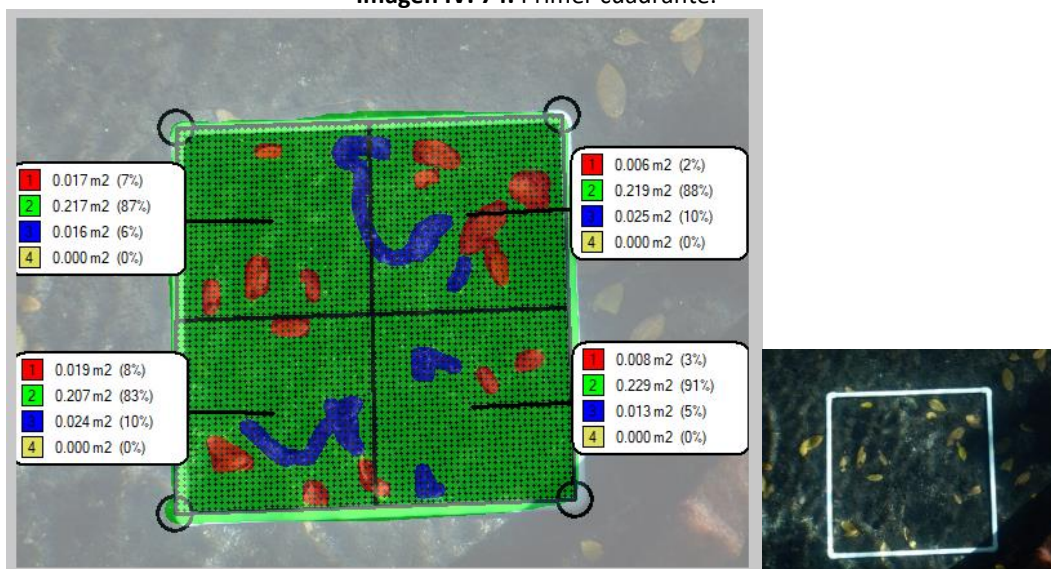 Imagen IV. 74. Primer cuadrante.
1 0.017 m2 (7%)
2 0.217 m2 (87%)
3 0.016 m2 (6%)
4 0.000 m2 (0%)
1 0.006 m2 (2%)
2 0.219 m2 (88%)
3 0.025 m2 (10%)
4 0.000 m2 (0%)
1 0.019 m2 (8%)
2 0.207 m2 (83%)
3 0.024 m2 (10%)
4 0.000 m2 (0%)
1 0.008 m2 (3%)
2 0.229 m2 (91%)
3 0.013 m2 (5%)
4 0.000 m2 (0%)